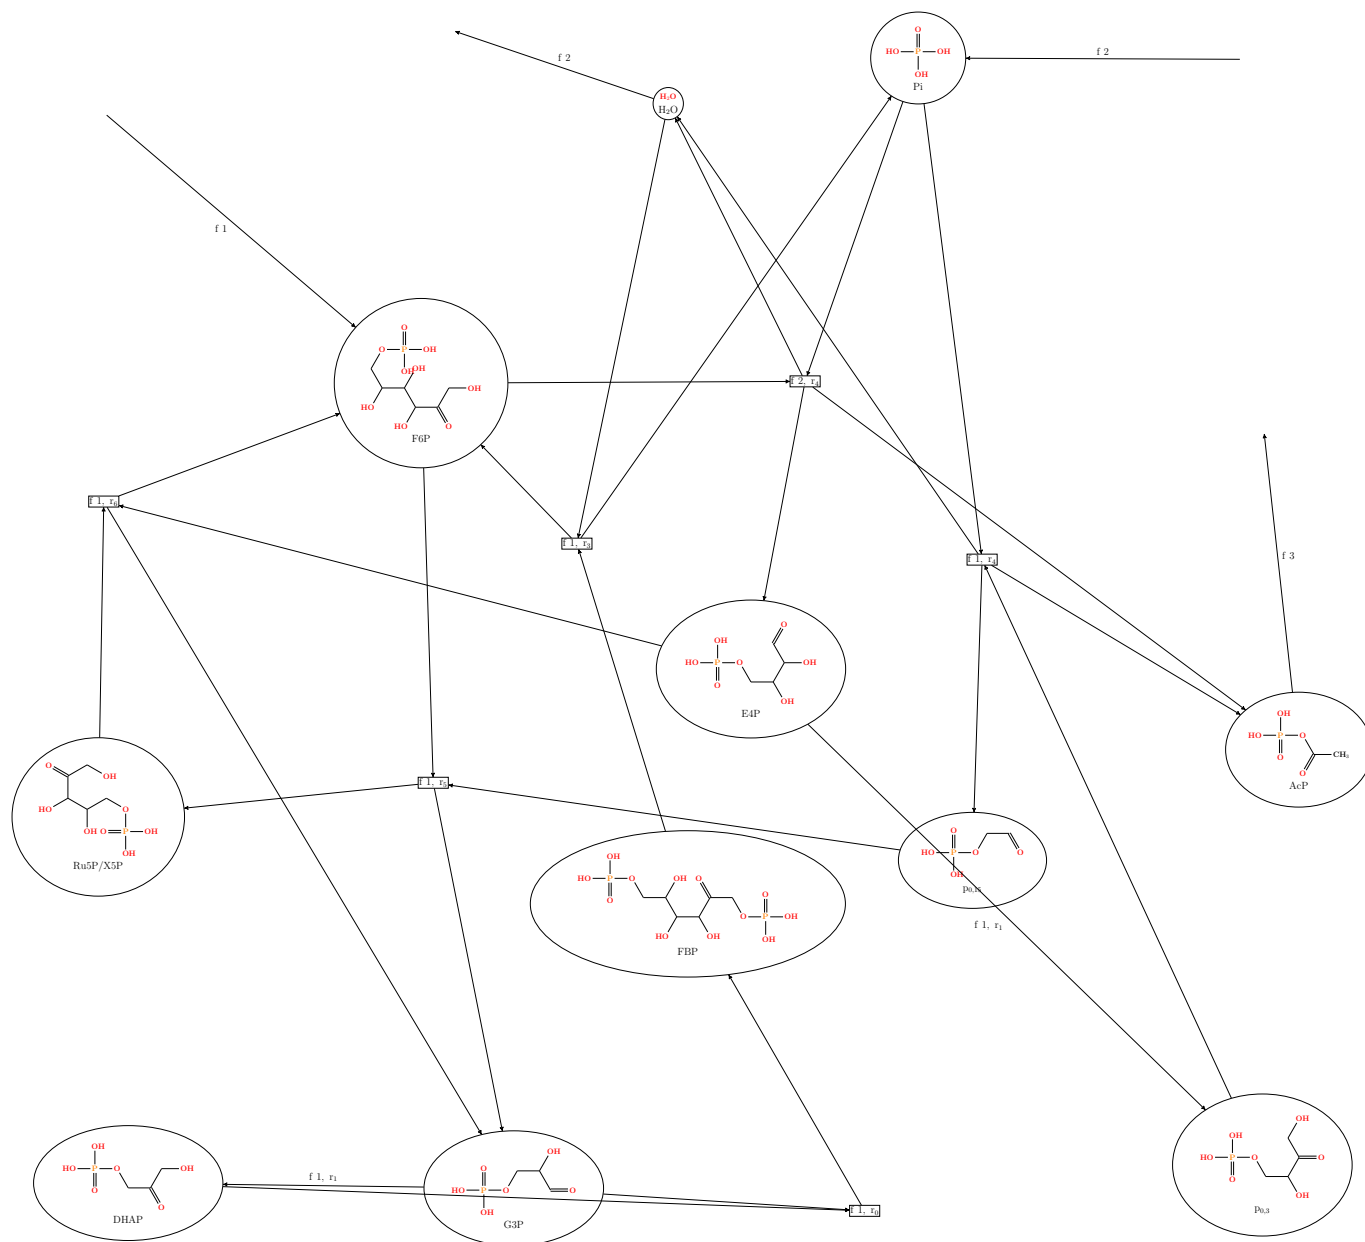 O
HO P OH
OH
Pi
f 2
f 2
H₂O
H₂O
f 1
O
O P OH
OH OH
HO OH
HO O
F6P
f 2, r₄
f 1, r₆
f 1, r₃
f 1, r₄
f 3
OH O
HO P O OH
O OH
E4P
OH
HO P O
O O CH₃
AcP
O OH
HO O
OH O P OH
OH
Ru5P/X5P
f 1, r₅
O
HO P O O
OH
p₀,₁₅
OH
HO P O OH O O
O O P OH
HO OH OH
FBP
f 1, r₁
OH
HO P O OH
O O
DHAP
f 1, r₁
OH
O
HO P O O
OH
G3P
f 1, r₀
OH
OH
HO P O O
O OH
p₀,₃